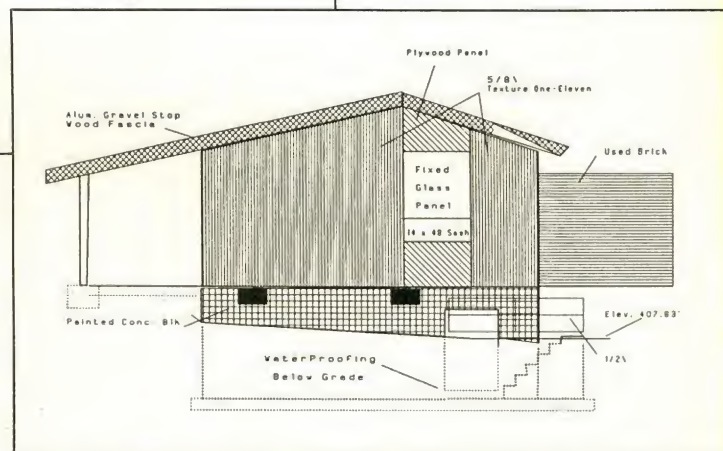 Plywood Panel
5/8\
Texture One-Eleven
Alum. Gravel Stop
Wood Fascia
Used Brick
Fixed
Glass
Panel
14 x 48 Sash
Painted Conc. Blk
Elev. 407.83'
WaterProofing
Below Grade
1/2\